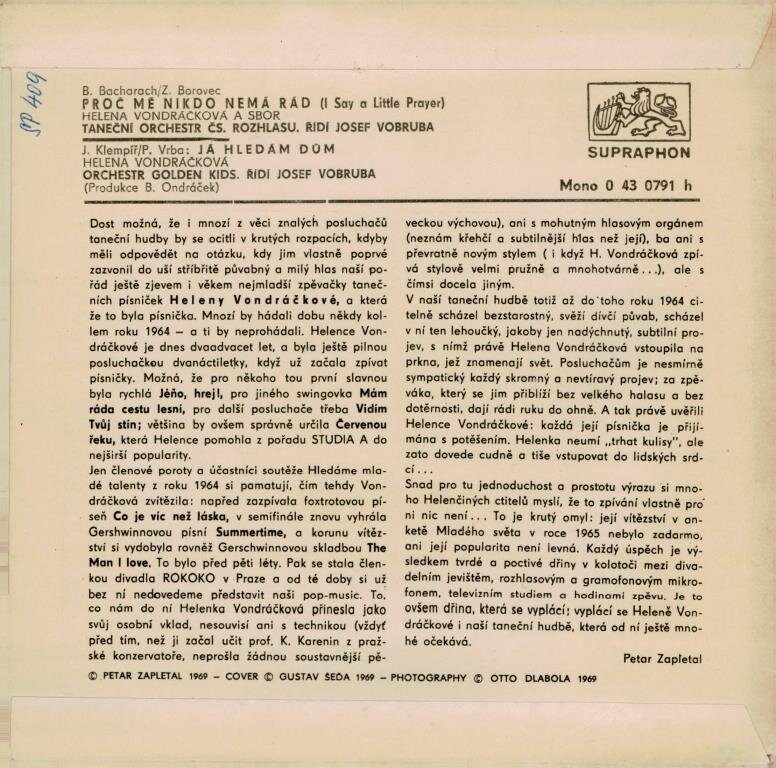 604 pp
B. Bacharach/Z. Borovec
PROČ MĚ NIKDO NEMÁ RÁD (I Say a Little Prayer)
HELENA VONDRÁČKOVÁ A SBOR
TANEČNÍ ORCHESTR ČS. ROZHLASU. ŘÍDÍ JOSEF VOBRUBA
J. Klempíř/P. Vrba: JÁ HLEDÁM DŮM
HELENA VONDRÁČKOVÁ
ORCHESTR GOLDEN KIDS. ŘÍDÍ JOSEF VOBRUBA
(Produkce B. Ondráček)
SUPRAPHON
Mono 0 43 0791 h
Dost možná, že i mnozí z věci znalých posluchačů
taneční hudby by se ocitli v krutých rozpacích, kdyby
měli odpovědět na otázku, kdy jim vlastně poprvé
zazvonil do uší stříbřitě půvabný a milý hlas naší po-
řád ještě zjevem i věkem nejmladší zpěvačky taneč-
ních písniček Heleny Vondráčkové, a která
že to byla písnička. Mnozí by hádali dobu někdy kol-
lem roku 1964 – a ti by neprohádali. Helence Von-
dráčkové je dnes dvaadvacet let, a byla ještě pilnou
posluchačkou dvanáctiletky, když už začala zpívat
písničky. Možná, že pro někoho tou první slavnou
byla rychlá Jéňo, hrej!, pro jiného swingovka Mám
ráda cestu lesní, pro další posluchače třeba Vidím
Tvůj stín; většina by ovšem správně určila Červenou
řeku, která Helence pomohla z pořadu STUDIA A do
nejširší popularity.
Jen členové poroty a účastníci soutěže Hledáme mla-
dé talenty z roku 1964 si pamatují, čím tehdy Von-
dráčková zvítězila: napřed zazpívala foxtrotovou pí-
seň Co je víc než láska, v semifinále znovu vyhrála
Gershwinnovou písní Summertime, a korunu vítěz-
ství si vydobyla rovněž Gerschwinnovou skladbou The
Man I love. To bylo před pěti léty. Pak se stala člen-
kou divadla ROKOKO v Praze a od té doby si už
bez ní nedovedeme představit naši pop-music. To,
co nám do ní Helenka Vondráčková přinesla jako
svůj osobní vklad, nesouvisí ani s technikou (vždyť
před tím, než ji začal učit prof. K. Karenin z praž-
ské konzervatoře, neprošla žádnou soustavnější pě-
veckou výchovou), ani s mohutným hlasovým orgánem
(neznám křehčí a subtilnější hlas než její), ba ani s
převratně novým stylem ( i když H. Vondráčková zpí-
vá stylově velmi pružně a mnohotvárně...), ale s
čímsi docela jiným.
V naší taneční hudbě totiž až do toho roku 1964 ci-
telně scházel bezstarostný, svěží dívčí půvab, scházel
v ní ten lehoučký, jakoby jen nadýchnutý, subtilní pro-
jev, s nímž právě Helena Vondráčková vstoupila na
prkna, jež znamenají svět. Posluchačům je nesmírně
sympatický každý skromný a nevtíravý projev; za zpě-
váka, který se jim přiblíží bez velkého halasu a bez
dotěrnosti, dají rádi ruku do ohně. A tak právě uvěřili
Helence Vondráčkové: každá její písnička je přijí-
mána s potěšením. Helenka neumí „trhat kulisy", ale
zato dovede cudně a tiše vstupovat do lidských srd-
cí...
Snad pro tu jednoduchost a prostotu výrazu si mno-
ho Helenčiných ctitelů myslí, že to zpívání vlastně pro
ni nic není... To je krutý omyl: její vítězství v an-
ketě Mladého světa v roce 1965 nebylo zadarmo,
ani její popularita není levná. Každý úspěch je vý-
sledkem tvrdé a poctivé dřiny v kolotoči mezi diva-
delním jevištěm, rozhlasovým a gramofonovým mikro-
fonem, televizním studiem a hodinami zpěvu. Je to
ovšem dřina, která se vyplácí; vyplácí se Heleně Von-
dráčkové i naší taneční hudbě, která od ní ještě mno-
hé očekává.
Petar Zapletal
© PETAR ZAPLETAL 1969 – COVER © GUSTAV ŠEDA 1969 – PHOTOGRAPHY © OTTO DLABOLA 1969